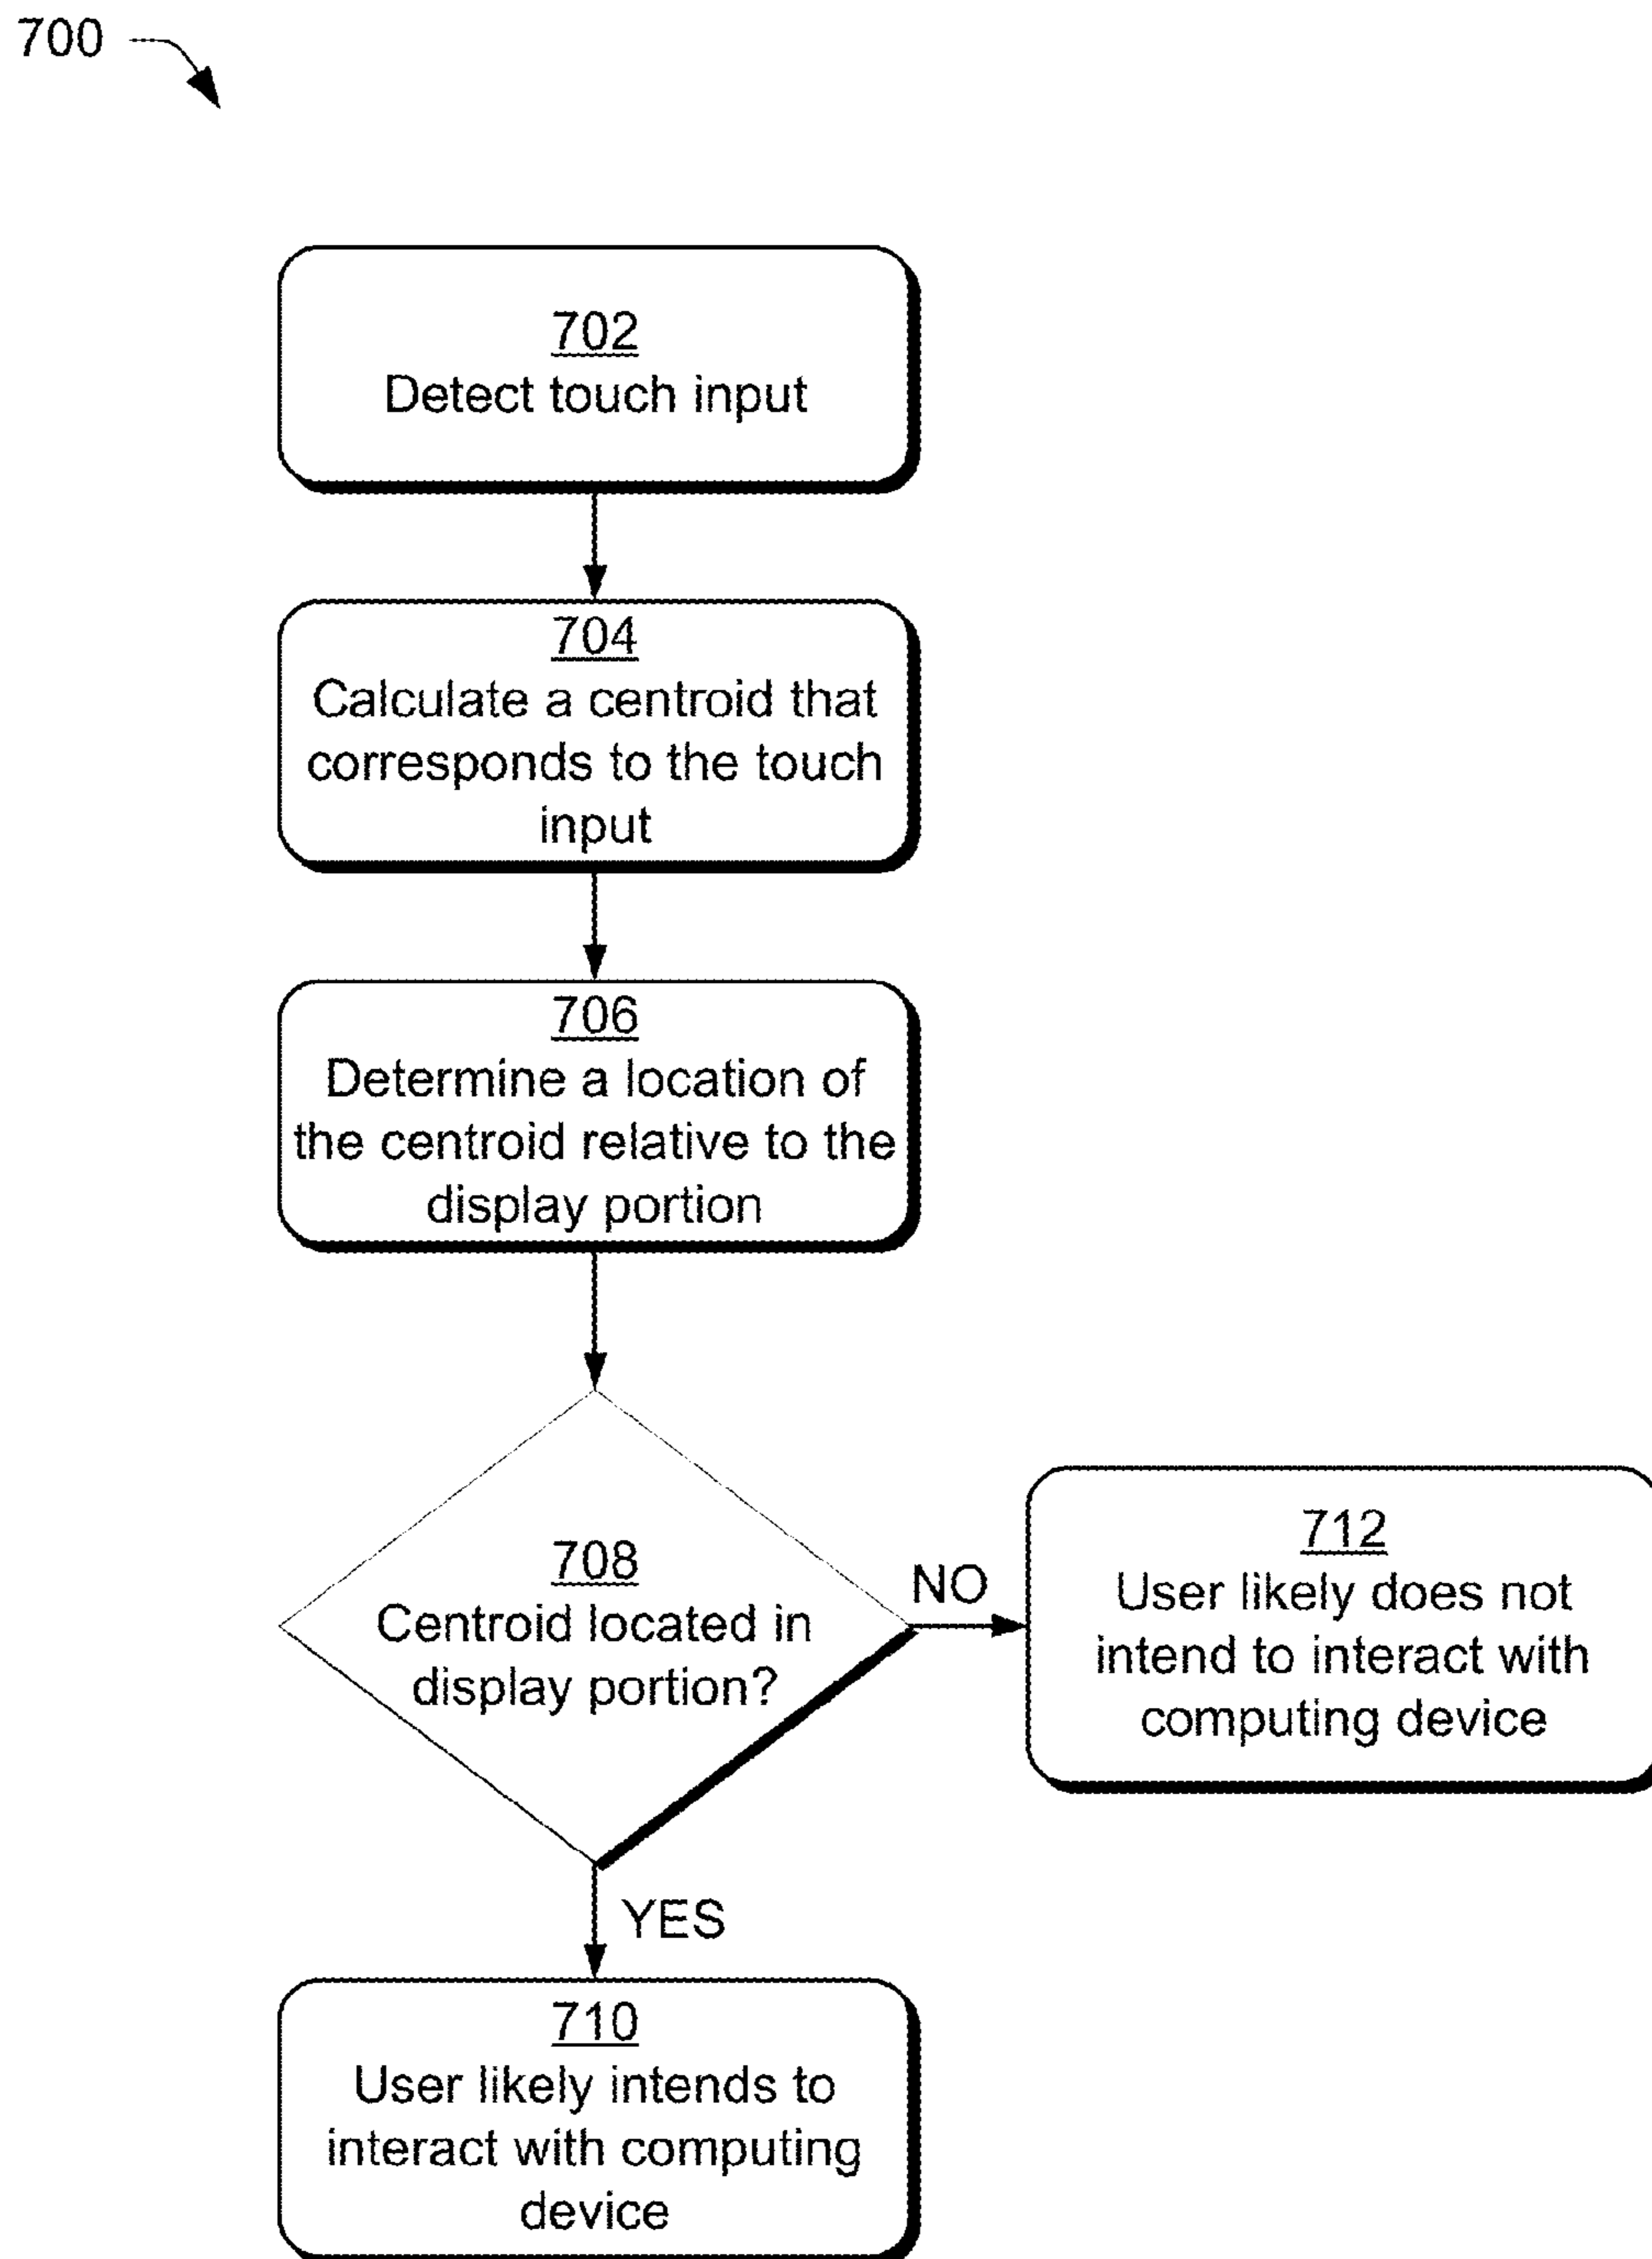 700
702
Detect touch input
704
Calculate a centroid that
corresponds to the touch
input
706
Determine a location of
the centroid relative to the
display portion
708
Centroid located in
display portion?
NO
712
User likely does not
intend to interact with
computing device
YES
710
User likely intends to
interact with computing
device